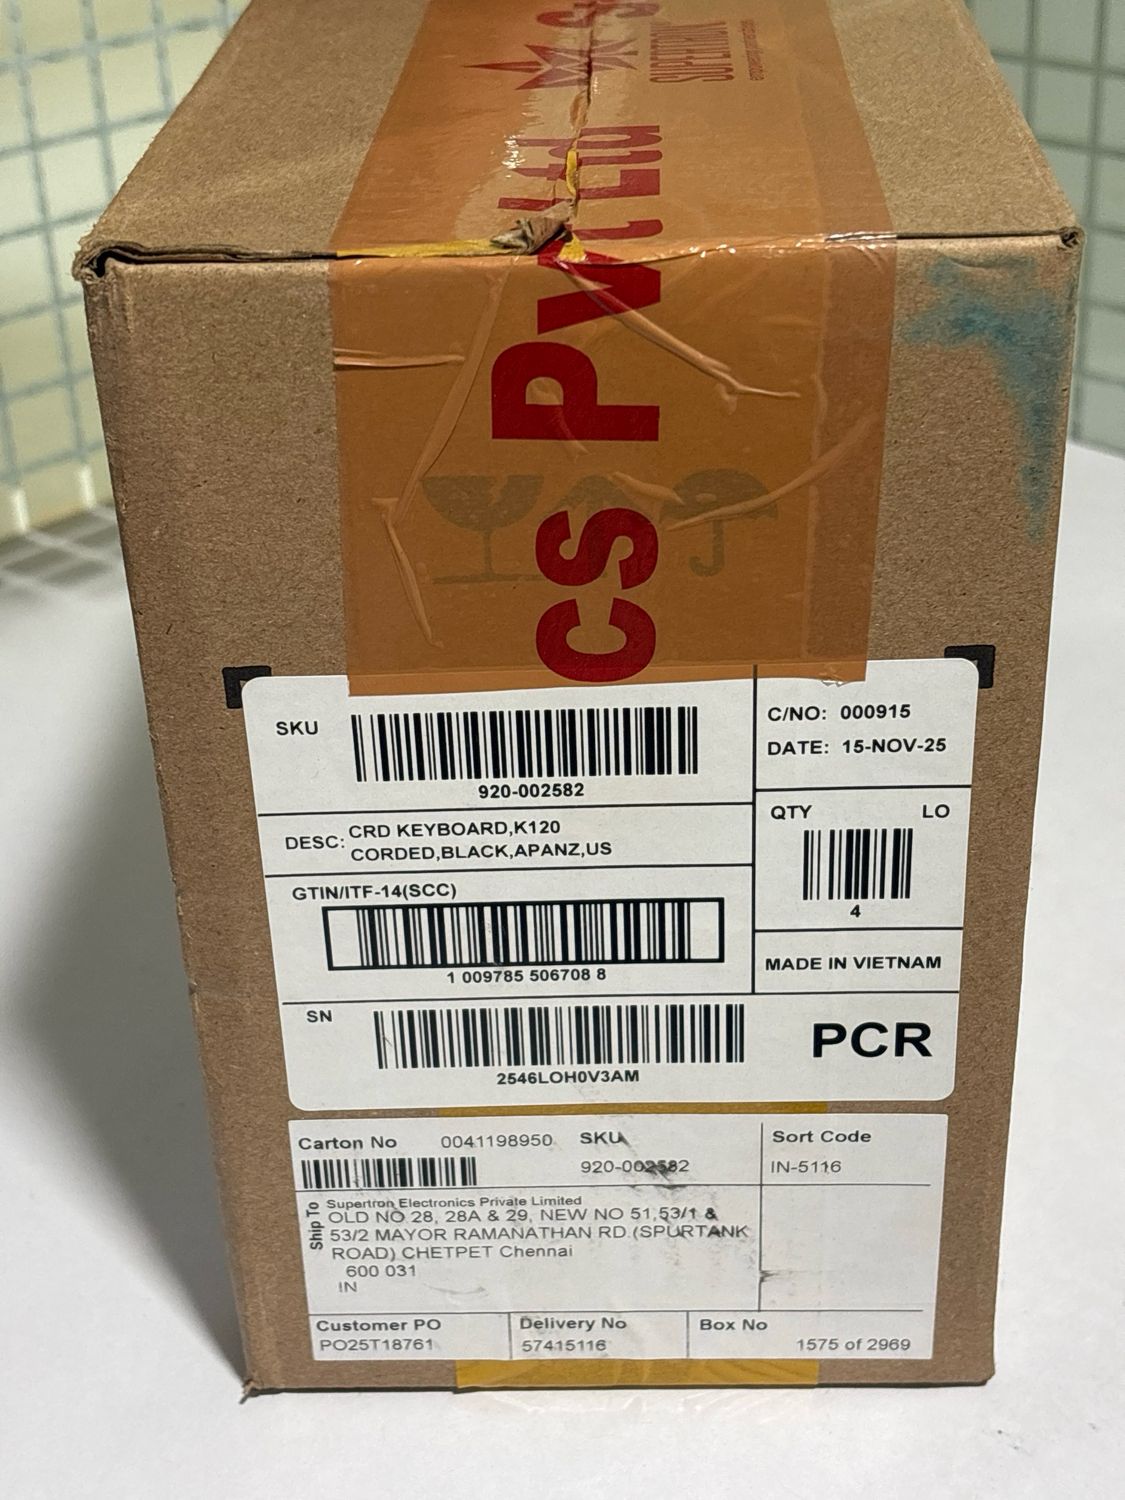 SUPERTRON
Pvt Ltd
CS
SKU
920-002582
C/NO: 000915
DATE: 15-NOV-25
DESC: CRD KEYBOARD,K120
CORDED,BLACK,APANZ,US
QTY LO
4
GTIN/ITF-14(SCC)
1 009785 506708 8
MADE IN VIETNAM
SN
2546LOH0V3AM
PCR
Carton No 0041198950 SKU
920-002582
Sort Code
IN-5116
Ship To
Supertron Electronics Private Limited
OLD NO 28, 28A & 29, NEW NO 51,53/1 &
53/2 MAYOR RAMANATHAN RD.(SPURTANK
ROAD) CHETPET Chennai
600 031
IN
Customer PO
PO25T18761
Delivery No
57415116
Box No
1575 of 2969